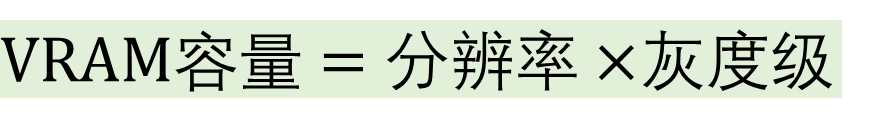 VRAM容量 = 分辨率 ×灰度级